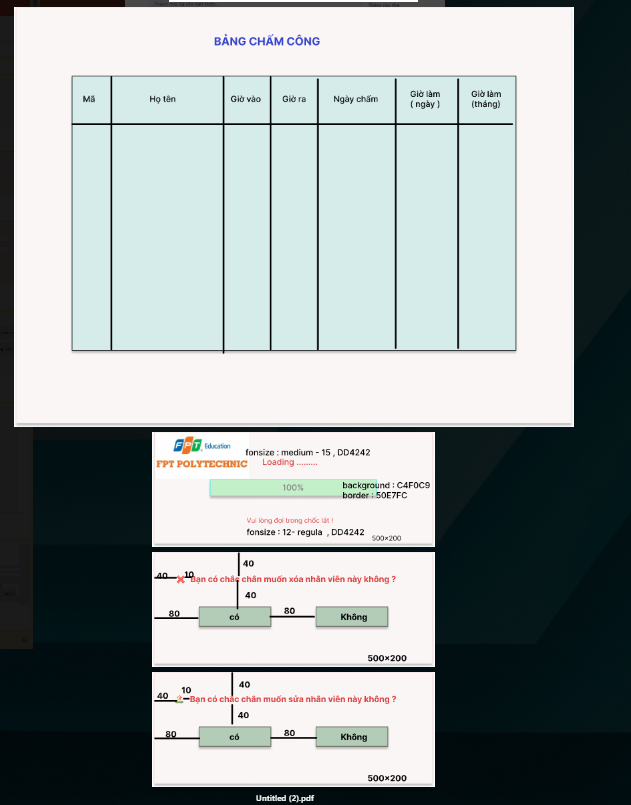 BẢNG CHẤM CÔNG
Mã
Họ tên
Giờ vào
Giờ ra
Ngày chấm
Giờ làm
( ngày )
Giờ làm
(tháng)
FPT Education
FPT POLYTECHNIC
fonsize : medium - 15 , DD4242
Loading .........
100%
background : C4F0C9
border : 50E7FC
Vui lòng đợi trong chốc lát !
fonsize : 12- regula , DD4242
500×200
40
40
10
Bạn có chắc chắn muốn xóa nhân viên này không ?
40
80
có
80
Không
500×200
40
40
10
Bạn có chắc chắn muốn sửa nhân viên này không ?
40
80
có
80
Không
500×200
Untitled (2).pdf